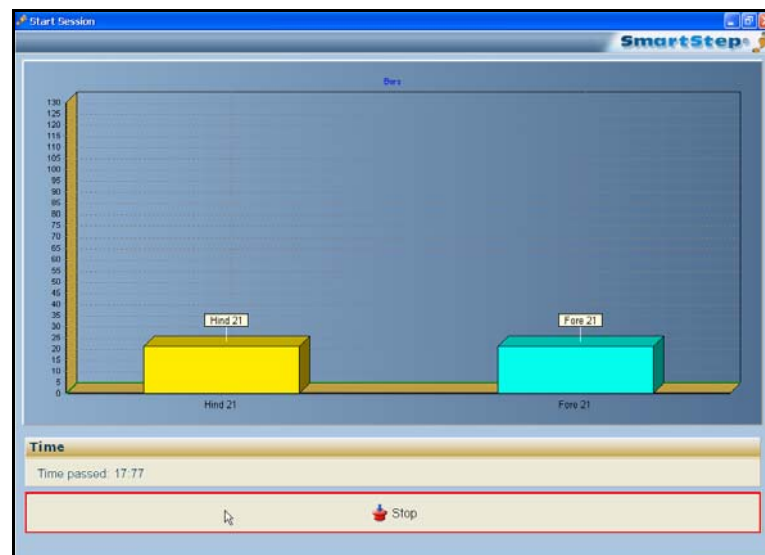 Start Session
SmartStep
Bars
130
125
120
115
110
105
100
95
90
85
80
75
70
65
60
55
50
45
40
35
30
25
20
15
10
5
0
Hind 21
Fore 21
Hind 21
Fore 21
Time
Time passed: 17:77
Stop